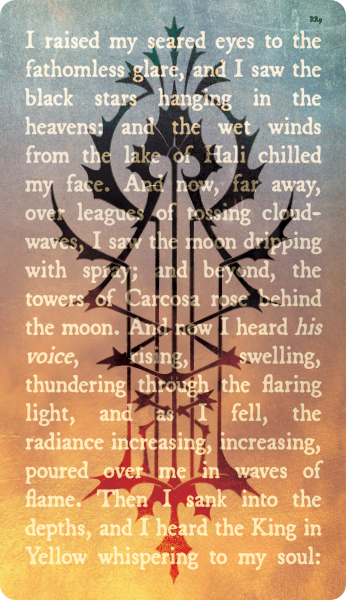 RR9
I raised my seared eyes to the
fathomless glare, and I saw the
black stars hanging in the
heavens: and the wet winds
from the lake of Hali chilled
my face. And now, far away,
over leagues of tossing cloud-
waves, I saw the moon dripping
with spray; and beyond, the
towers of Carcosa rose behind
the moon. And now I heard his
voice, rising, swelling,
thundering through the flaring
light, and as I fell, the
radiance increasing, increasing,
poured over me in waves of
flame. Then I sank into the
depths, and I heard the King in
Yellow whispering to my soul: